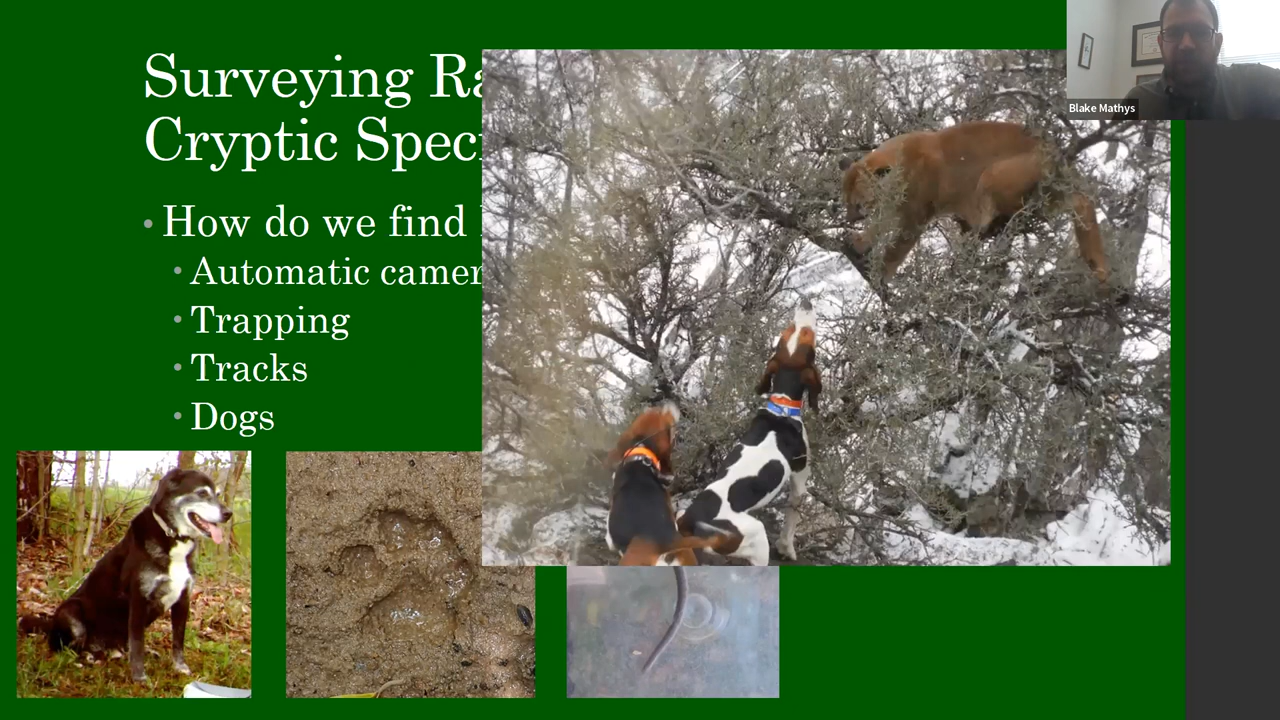 Surveying Ra
Cryptic Spec
• How do we find
• Automatic camer
• Trapping
• Tracks
• Dogs
Blake Mathys